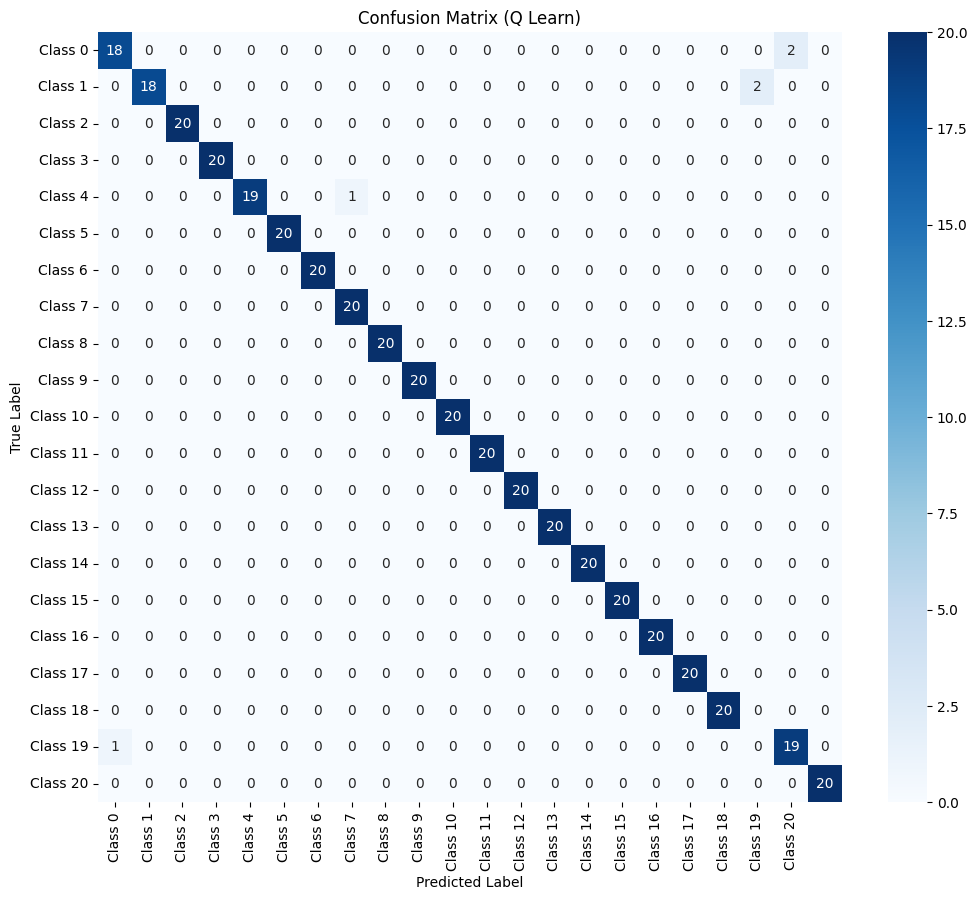 Confusion Matrix (Q Learn)
True Label
Class 0 18 0 0 0 0 0 0 0 0 0 0 0 0 0 0 0 0 0 0 0 2 0
Class 1 0 18 0 0 0 0 0 0 0 0 0 0 0 0 0 0 0 0 0 2 0 0
Class 2 0 0 20 0 0 0 0 0 0 0 0 0 0 0 0 0 0 0 0 0 0 0
Class 3 0 0 0 20 0 0 0 0 0 0 0 0 0 0 0 0 0 0 0 0 0 0
Class 4 0 0 0 0 19 0 0 1 0 0 0 0 0 0 0 0 0 0 0 0 0 0
Class 5 0 0 0 0 0 20 0 0 0 0 0 0 0 0 0 0 0 0 0 0 0 0
Class 6 0 0 0 0 0 0 20 0 0 0 0 0 0 0 0 0 0 0 0 0 0 0
Class 7 0 0 0 0 0 0 0 20 0 0 0 0 0 0 0 0 0 0 0 0 0 0
Class 8 0 0 0 0 0 0 0 0 20 0 0 0 0 0 0 0 0 0 0 0 0 0
Class 9 0 0 0 0 0 0 0 0 0 20 0 0 0 0 0 0 0 0 0 0 0 0
Class 10 0 0 0 0 0 0 0 0 0 0 20 0 0 0 0 0 0 0 0 0 0 0
Class 11 0 0 0 0 0 0 0 0 0 0 0 20 0 0 0 0 0 0 0 0 0 0
Class 12 0 0 0 0 0 0 0 0 0 0 0 0 20 0 0 0 0 0 0 0 0 0
Class 13 0 0 0 0 0 0 0 0 0 0 0 0 0 20 0 0 0 0 0 0 0 0
Class 14 0 0 0 0 0 0 0 0 0 0 0 0 0 0 20 0 0 0 0 0 0 0
Class 15 0 0 0 0 0 0 0 0 0 0 0 0 0 0 0 20 0 0 0 0 0 0
Class 16 0 0 0 0 0 0 0 0 0 0 0 0 0 0 0 0 20 0 0 0 0 0
Class 17 0 0 0 0 0 0 0 0 0 0 0 0 0 0 0 0 0 20 0 0 0 0
Class 18 0 0 0 0 0 0 0 0 0 0 0 0 0 0 0 0 0 0 20 0 0 0
Class 19 1 0 0 0 0 0 0 0 0 0 0 0 0 0 0 0 0 0 0 0 19 0
Class 20 0 0 0 0 0 0 0 0 0 0 0 0 0 0 0 0 0 0 0 0 0 20
Class 0 Class 1 Class 2 Class 3 Class 4 Class 5 Class 6 Class 7 Class 8 Class 9 Class 10 Class 11 Class 12 Class 13 Class 14 Class 15 Class 16 Class 17 Class 18 Class 19 Class 20
Predicted Label
20.0
17.5
15.0
12.5
10.0
7.5
5.0
2.5
0.0